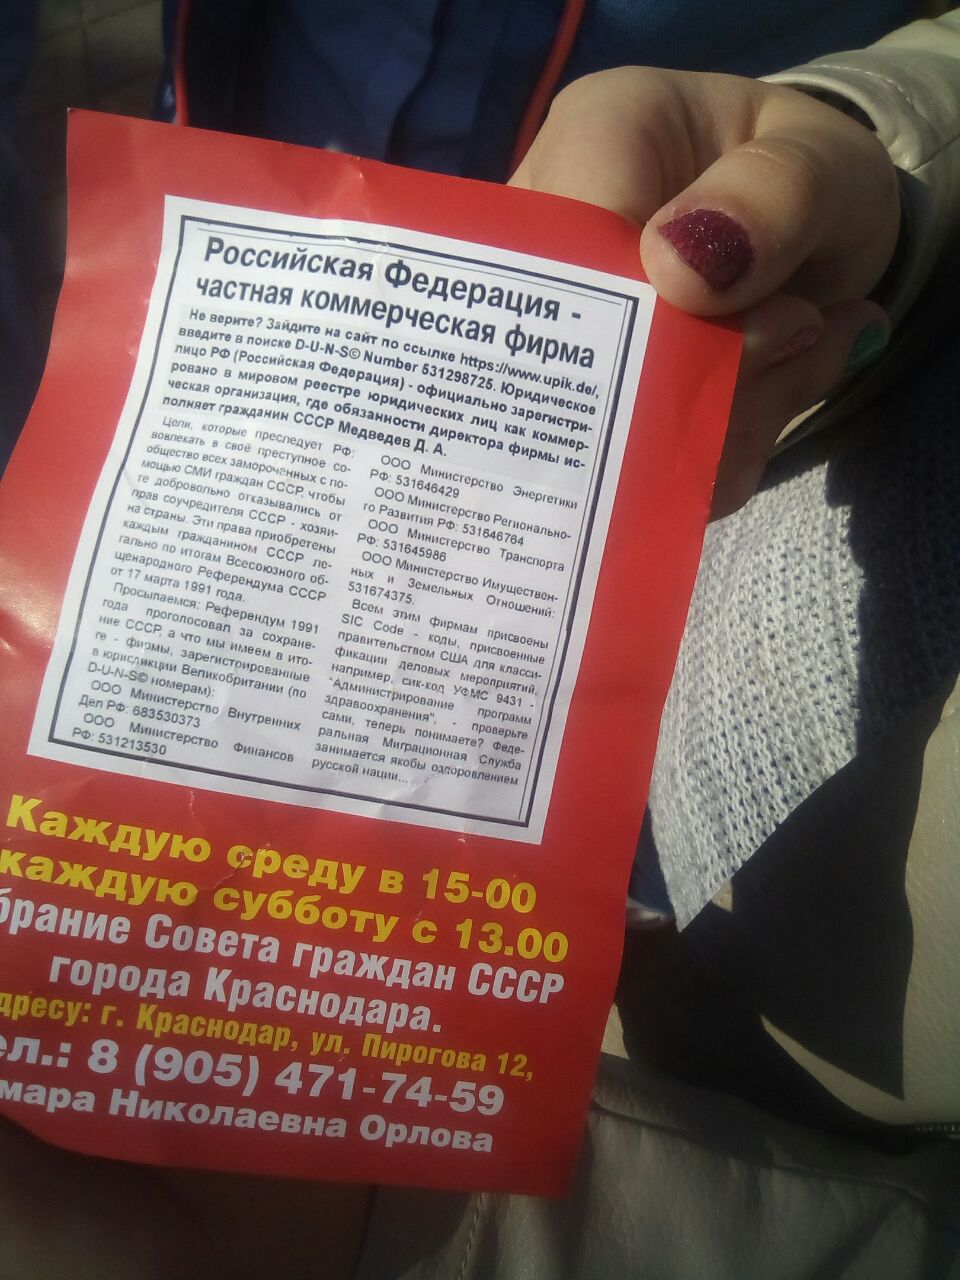 Российская Федерация -
частная коммерческая фирма
Не верите? Зайдите на сайт по ссылке https://www.upik.de/,
введите в поиске D-U-N-S© Number 531298725. Юридическое
лицо РФ (Российская Федерация) - официально зарегистри-
ровано в мировом реестре юридических лиц как коммер-
ческая организация, где обязанности директора фирмы ис-
полняет гражданин СССР Медведев Д. А.
Цели, которые преследует РФ:
вовлекать в своё преступное со-
общество всех замороченных с по-
мощью СМИ граждан СССР, чтобы
те добровольно отказывались от
прав соучредителя СССР - хозяи-
на страны. Эти права приобретены
каждым гражданином СССР ле-
гально по итогам Всесоюзного об-
щенародного Референдума СССР
от 17 марта 1991 года.
Просыпаемся: Референдум 1991
года проголосовал за сохране-
ние СССР, а что мы имеем в ито-
ге - фирмы, зарегистрированные
в юрисликции Великобритании (по
D-U-N-S© номерам):
ООО Министерство Внутренних
Дел РФ: 683530373
ООО Министерство Финансов
РФ: 531213530
ООО Министерство Энергетики
РФ: 531646429
ООО Министерство Регионально-
го Развития РФ: 531646764
ООО Министерство Транспорта
РФ: 531645986
ООО Министерство Имуществен-
ных и Земельных Отношений:
531674375.
Всем этим фирмам присвоены
SIC Code - коды, присвоенные
правительством США для класси-
фикации деловых мероприятий,
например, сик-код УФМС 9431 -
"Администрирование программ
здравоохранения", - проверьте
сами, теперь понимаете? Феде-
ральная Миграционная Служба
занимается якобы оздоровлением
русской нации...
Каждую среду в 15-00
каждую субботу с 13.00
брание Совета граждан СССР
города Краснодара.
дресу: г. Краснодар, ул. Пирогова 12,
ел.: 8 (905) 471-74-59
мара Николаевна Орлова